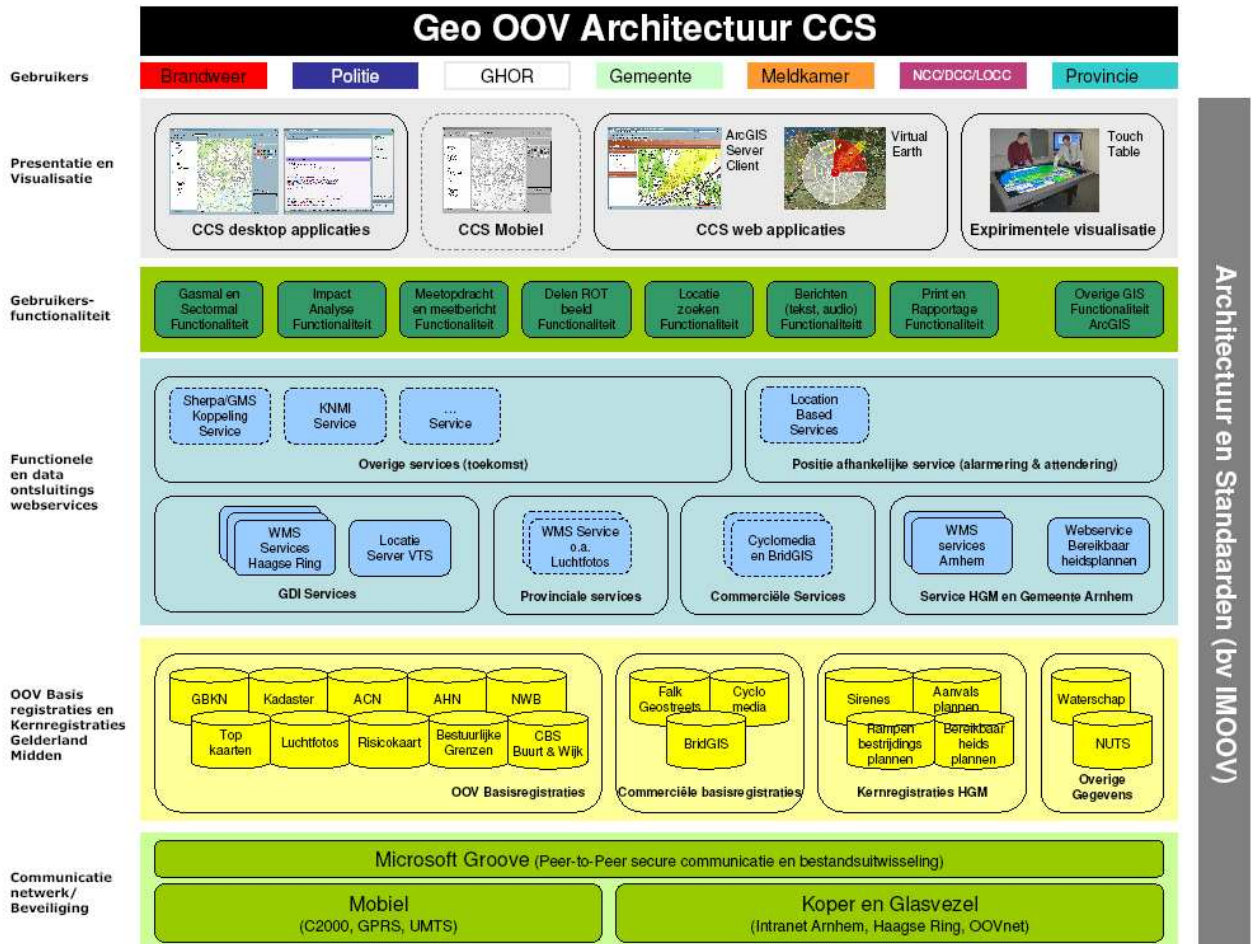 Geo OOV Architectuur CCS
Gebruikers
Brandweer
Politie
GHOR
Gemeente
Meldkamer
NCC/DCC/LOCC
Provincie
Presentatie en
Visualisatie
CCS desktop applicaties
CCS Mobiel
ArcGIS
Server
Client
Virtual
Earth
CCS web applicaties
Touch
Table
Expirimentele visualisatie
Gebruikers-
functionaliteit
Gasmal en
Sectormal
Functionaliteit
Impact
Analyse
Functionaliteit
Meetopdracht
en meetbericht
Functionaliteit
Delen ROT
beeld
Functionaliteit
Locatie
zoeken
Functionaliteit
Berichten
(tekst, audio)
Functionaliteitt
Print en
Rapportage
Functionaliteit
Overige GIS
Functionaliteit
ArcGIS
Functionele
en data
ontsluitings
webservices
Sherpa/GMS
Koppeling
Service
KNMI
Service
...
Service
Overige services (toekomst)
Location
Based
Services
Positie afhankelijke service (alarmering & attendering)
WMS
Services
Haagse Ring
Locatie
Server VTS
GDI Services
WMS Service
o.a.
Luchtfotos
Provinciale services
Cyclomedia
en BridGIS
Commerciële Services
WMS
services
Arnhem
Webservice
Bereikbaar
heidsplannen
Service HGM en Gemeente Arnhem
OOV Basis
registraties en
Kernregistraties
Gelderland
Midden
GBKN
Kadaster
ACN
AHN
NWB
Top
kaarten
Luchtfotos
Risicokaart
Bestuurlijke
Grenzen
CBS
Buurt & Wijk
OOV Basisregistraties
Falk
Geostreets
Cyclo
media
BridGIS
Commerciële basisregistraties
Sirenes
Aanvals
plannen
Rampen
bestrijdings
plannen
Bereikbaar
heids
plannen
Kernregistraties HGM
Waterschap
NUTS
Overige
Gegevens
Communicatie
netwerk/
Beveiliging
Microsoft Groove (Peer-to-Peer secure communicatie en bestandsuitwisseling)
Mobiel
(C2000, GPRS, UMTS)
Koper en Glasvezel
(Intranet Arnhem, Haagse Ring, OOVnet)
Architectuur en Standaarden (bv IMOOV)